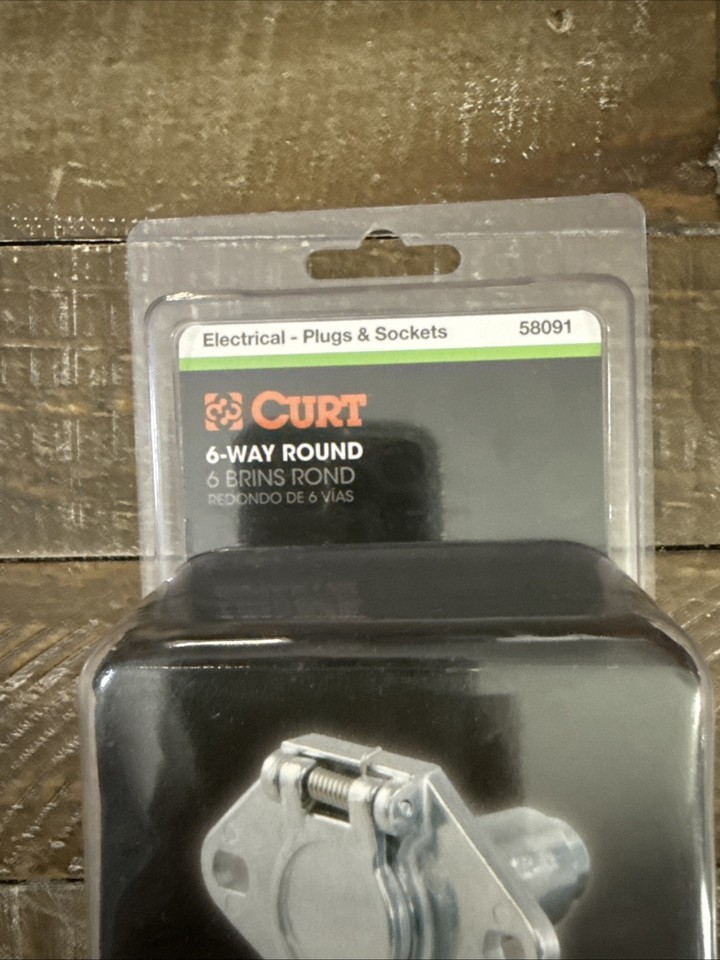 Electrical - Plugs & Sockets 58091
CURT
6-WAY ROUND
6 BRINS ROND
REDONDO DE 6 VÍAS